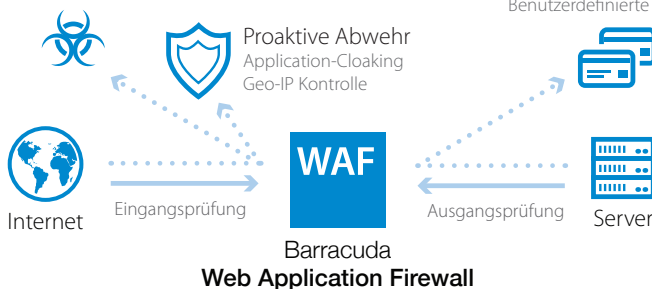 Benutzerdefinierte
Proaktive Abwehr
Application-Cloaking
Geo-IP Kontrolle
WAF
Internet
Eingangsprüfung
Ausgangsprüfung
Server
Barracuda
Web Application Firewall